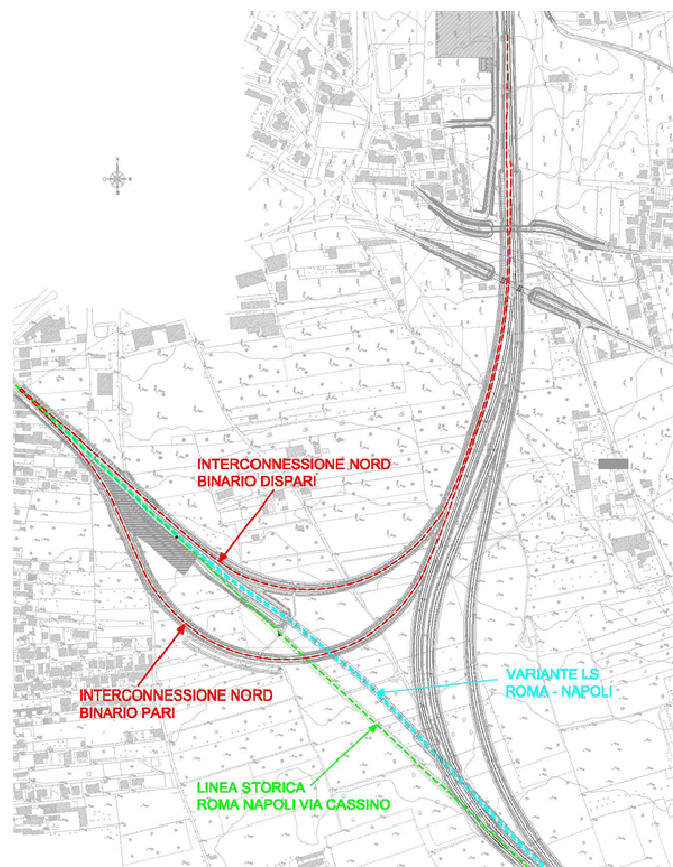 INTERCONNESSIONE NORD
BINARIO DISPARI
VARIANTE LS
ROMA - NAPOLI
INTERCONNESSIONE NORD
BINARIO PARI
LINEA STORICA
ROMA NAPOLI VIA CASSINO